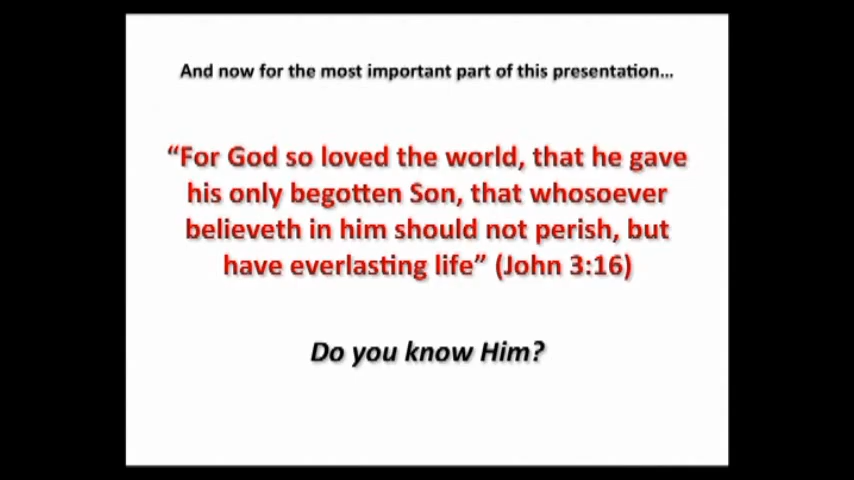 And now for the most important part of this presentation...
“For God so loved the world, that he gave
his only begotten Son, that whosoever
believeth in him should not perish, but
have everlasting life” (John 3:16)
Do you know Him?